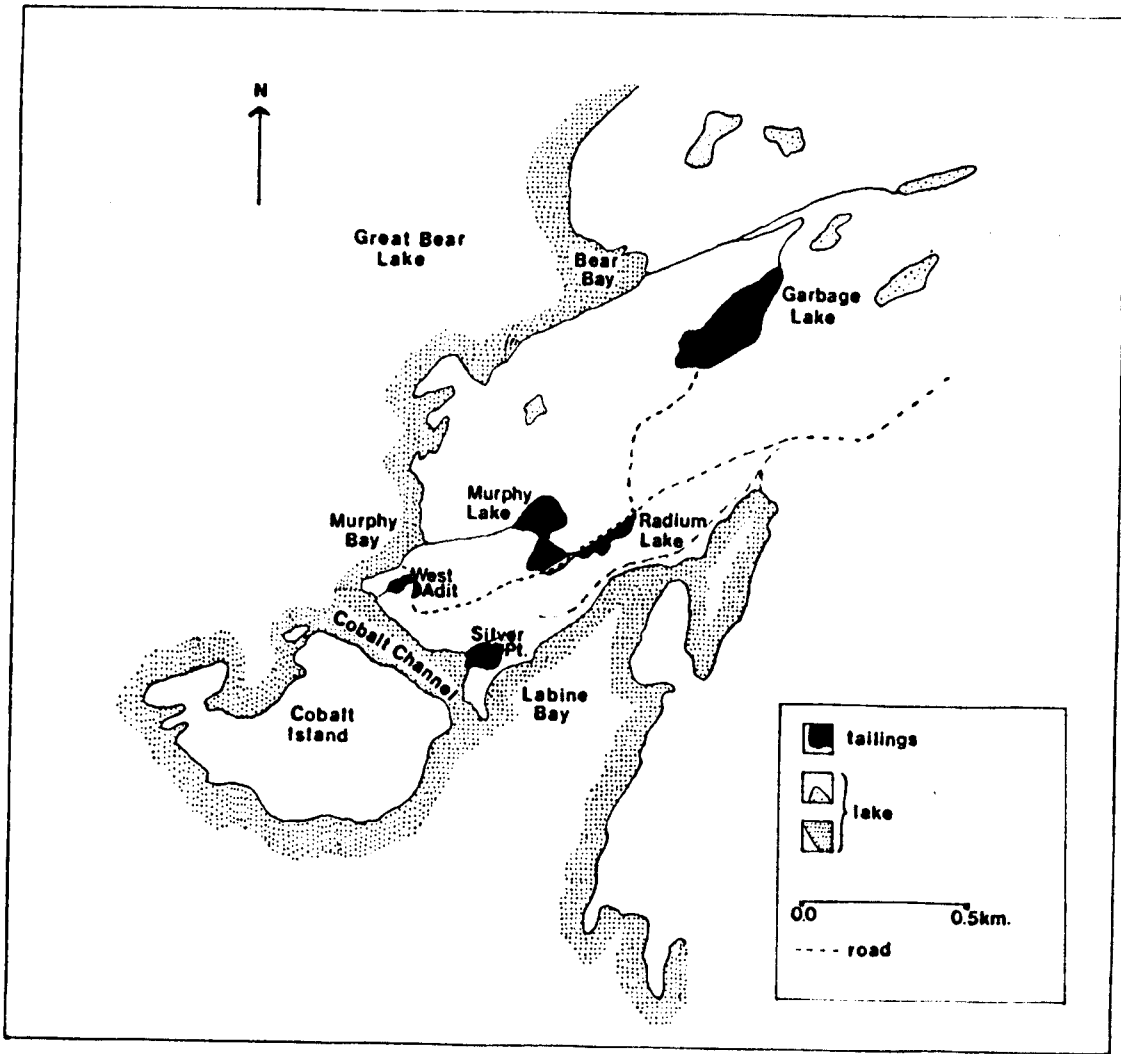 N
Great Bear
Lake
Bear
Bay
Garbage
Lake
Murphy
Lake
Murphy
Bay
Radium
Lake
West
Adit
Silver
Pt.
Cobalt Channel
Labine
Bay
Cobalt
Island
tailings
lake
0.0 0.5km.
road